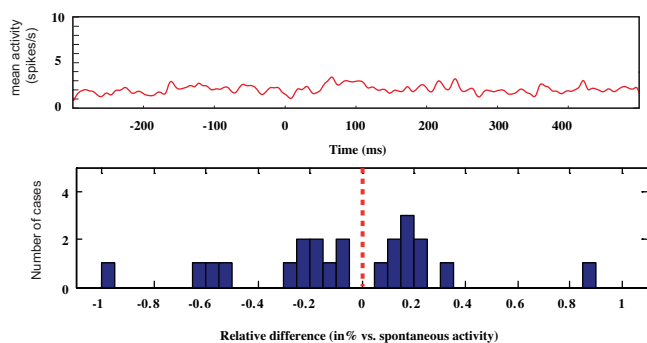 10
5
0
mean activity
(spikes/s)
-200 -100 0 100 200 300 400
Time (ms)
4
2
0
Number of cases
-1 -0.8 -0.6 -0.4 -0.2 0 0.2 0.4 0.6 0.8 1
Relative difference (in% vs. spontaneous activity)